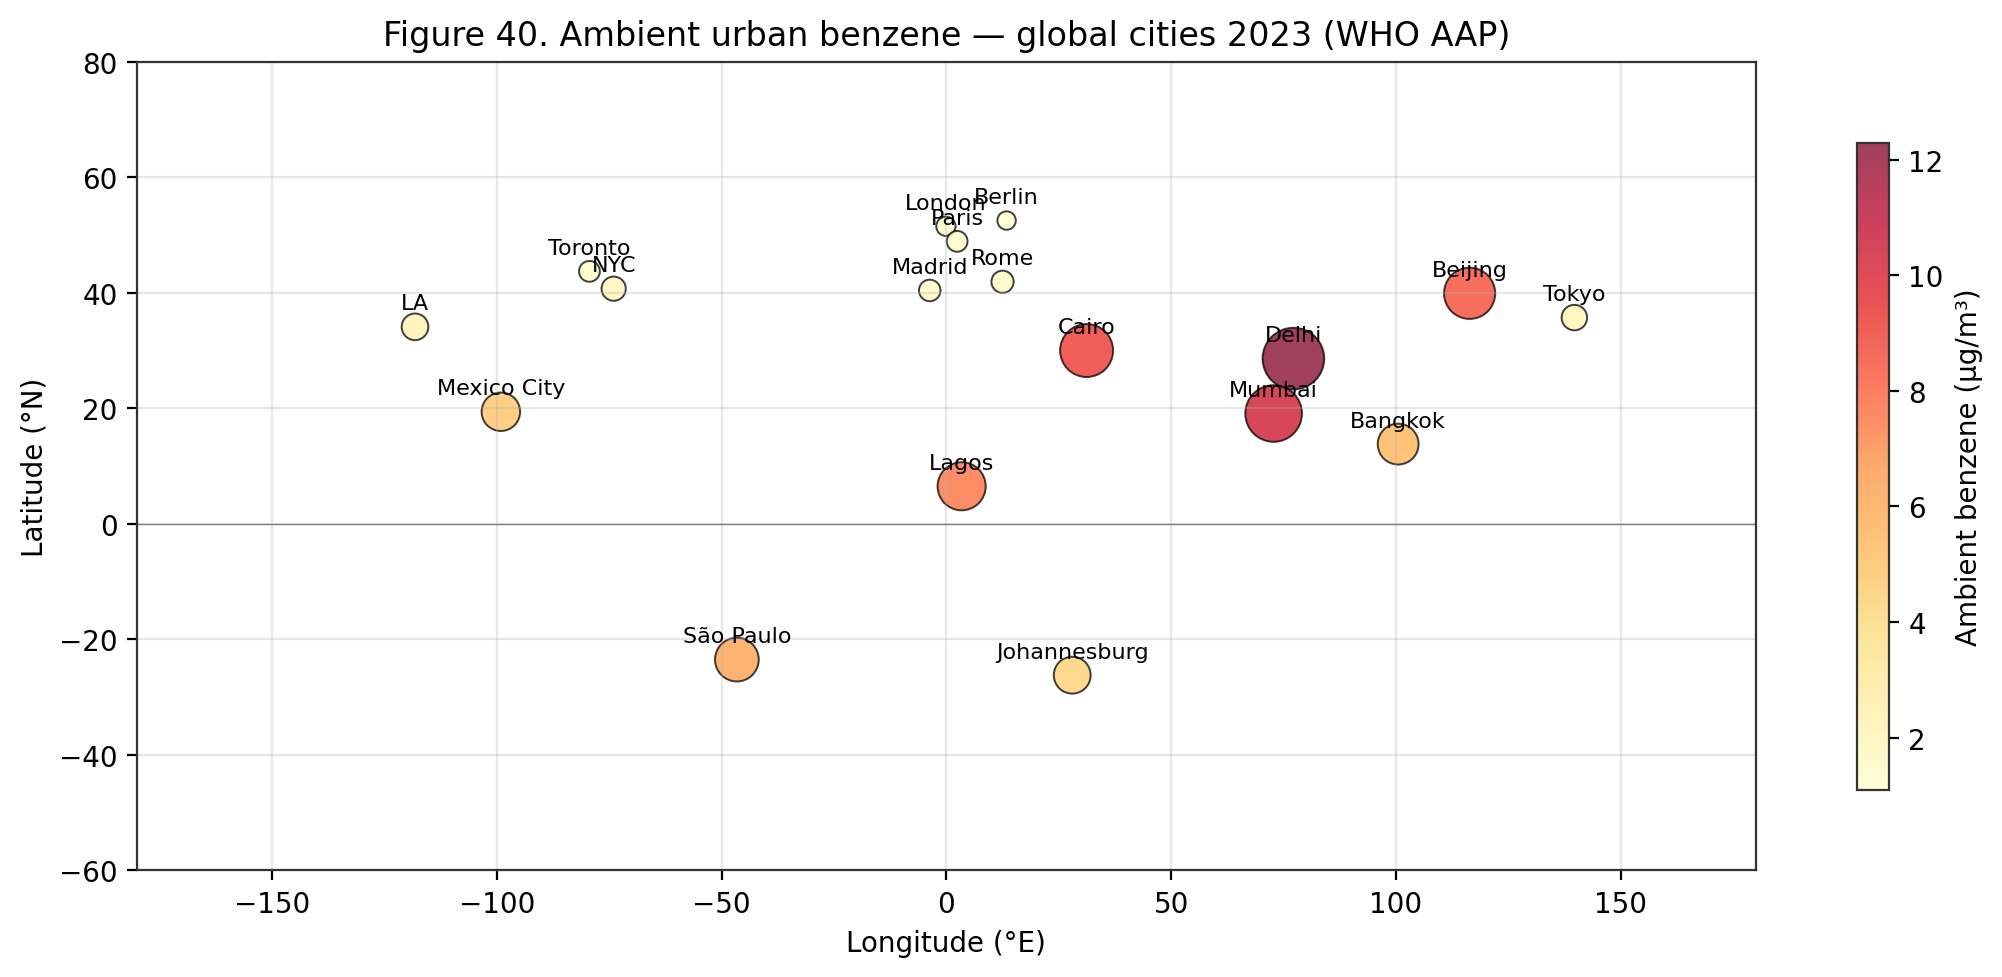 Figure 40. Ambient urban benzene — global cities 2023 (WHO AAP)
80
60
40
20
0
−20
−40
−60
Latitude (°N)
London
Berlin
Paris
Toronto
NYC
Madrid
Rome
LA
Beijing
Tokyo
Cairo
Delhi
Mexico City
Mumbai
Bangkok
Lagos
São Paulo
Johannesburg
−150
−100
−50
0
50
100
150
Longitude (°E)
12
10
8
6
4
2
Ambient benzene (µg/m³)